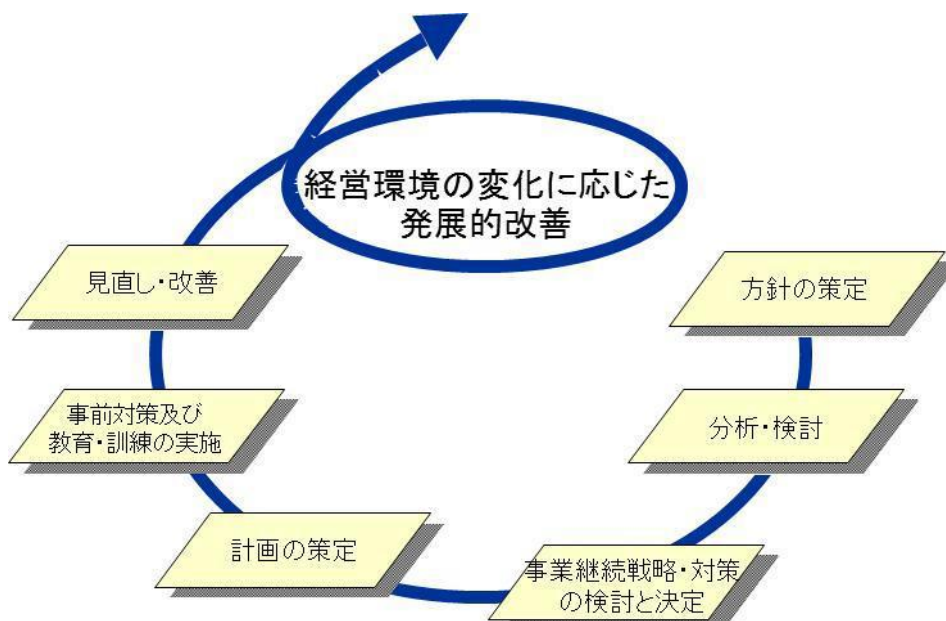 経営環境の変化に応じた
発展的改善
見直し・改善
方針の策定
事前対策及び
教育・訓練の実施
分析・検討
計画の策定
事業継続戦略・対策
の検討と決定